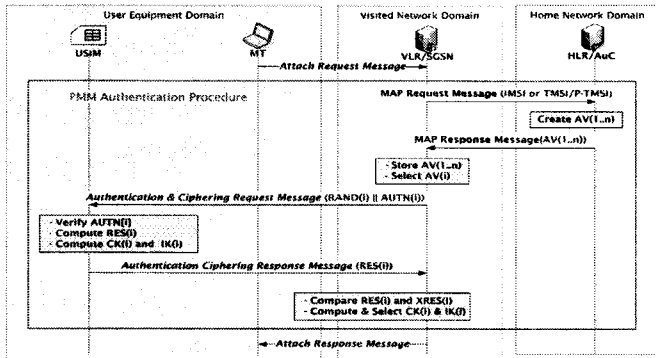 User Equipment Domain
Visited Network Domain
Home Network Domain
USIM
MT
VLR/SGSN
HLR/AuC
Attach Request Message
PMM Authentication Procedure
MAP Request Message (IMSI or TMSI/P-TMSI)
Create AV(1..n)
MAP Response Message(AV(1..n))
- Store AV(1..n)
- Select AV(i)
Authentication & Ciphering Request Message (RAND(i) || AUTN(i))
- Verify AUTN(i)
- Compute RES(i)
- Compute CK(i) and IK(i)
Authentication Ciphering Response Message (RES(i))
- Compare RES(i) and XRES(i)
- Compute & Select CK(i) & IK(i)
Attach Response Message